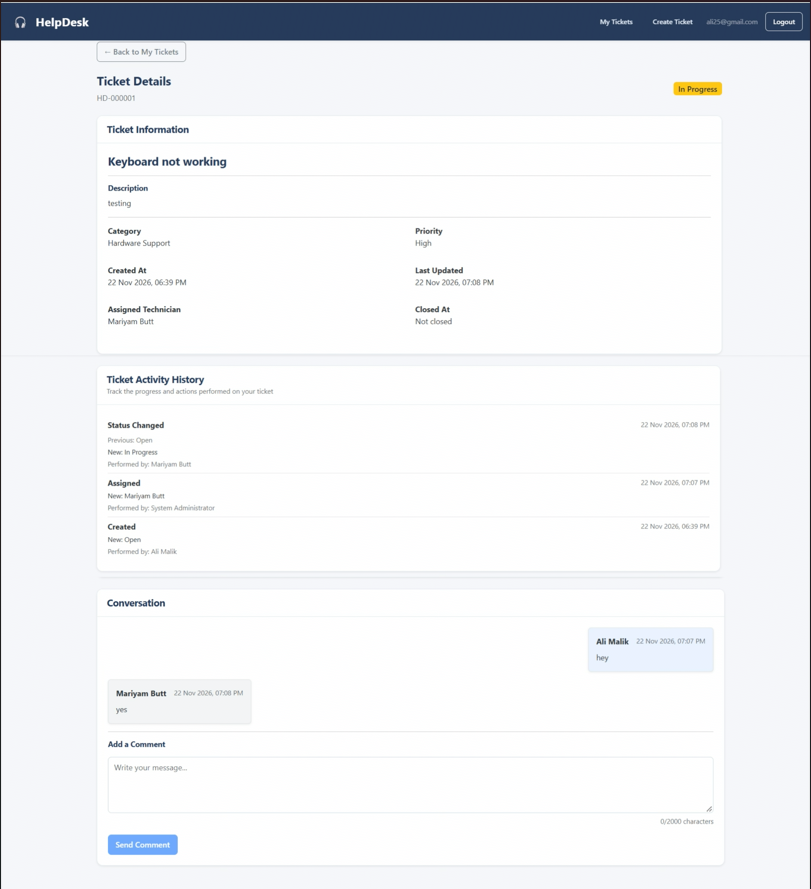 HelpDesk
My Tickets
Create Ticket
ali25@gmail.com
Logout
← Back to My Tickets
Ticket Details
HD-000001
In Progress
Ticket Information
Keyboard not working
Description
testing
Category
Priority
Hardware Support
High
Created At
Last Updated
22 Nov 2026, 06:39 PM
22 Nov 2026, 07:08 PM
Assigned Technician
Closed At
Mariyam Butt
Not closed
Ticket Activity History
Track the progress and actions performed on your ticket
Status Changed
22 Nov 2026, 07:08 PM
Previous: Open
New: In Progress
Performed by: Mariyam Butt
Assigned
22 Nov 2026, 07:07 PM
New: Mariyam Butt
Performed by: System Administrator
Created
22 Nov 2026, 06:39 PM
New: Open
Performed by: Ali Malik
Conversation
Ali Malik 22 Nov 2026, 07:07 PM
hey
Mariyam Butt 22 Nov 2026, 07:08 PM
yes
Add a Comment
Write your message...
0/2000 characters
Send Comment